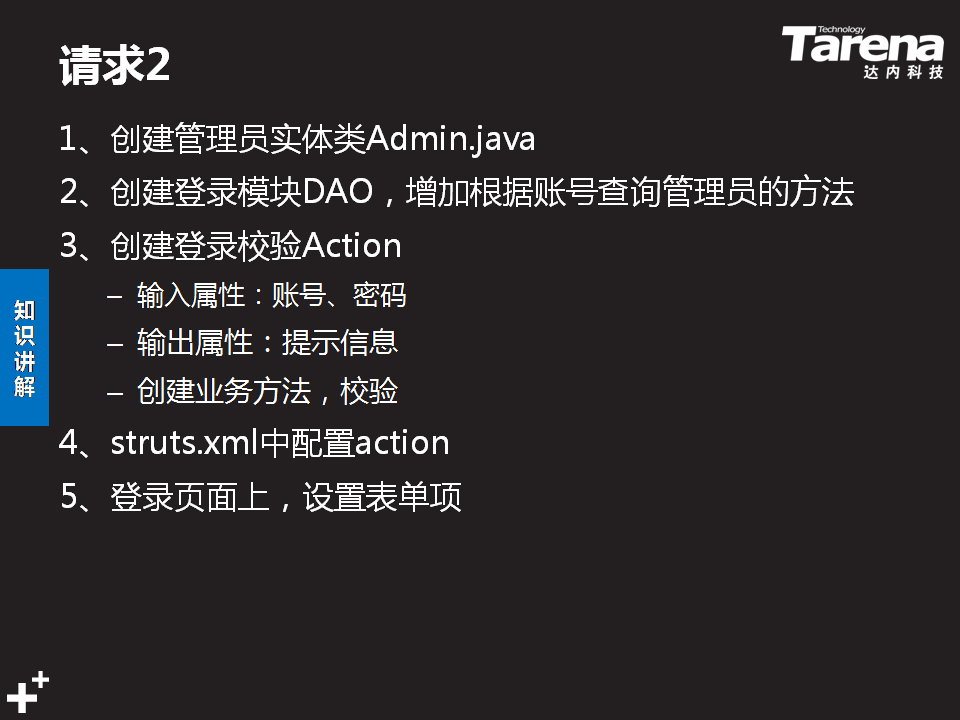 请求2
Technology
Tarena
达内科技
1、创建管理员实体类Admin.java
2、创建登录模块DAO，增加根据账号查询管理员的方法
3、创建登录校验Action
– 输入属性：账号、密码
– 输出属性：提示信息
– 创建业务方法，校验
4、struts.xml中配置action
5、登录页面上，设置表单项
知识讲解